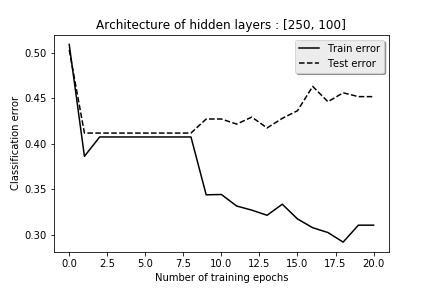 Architecture of hidden layers : [250, 100]
Train error
Test error
Classification error
0.50
0.45
0.40
0.35
0.30
0.0 2.5 5.0 7.5 10.0 12.5 15.0 17.5 20.0
Number of training epochs